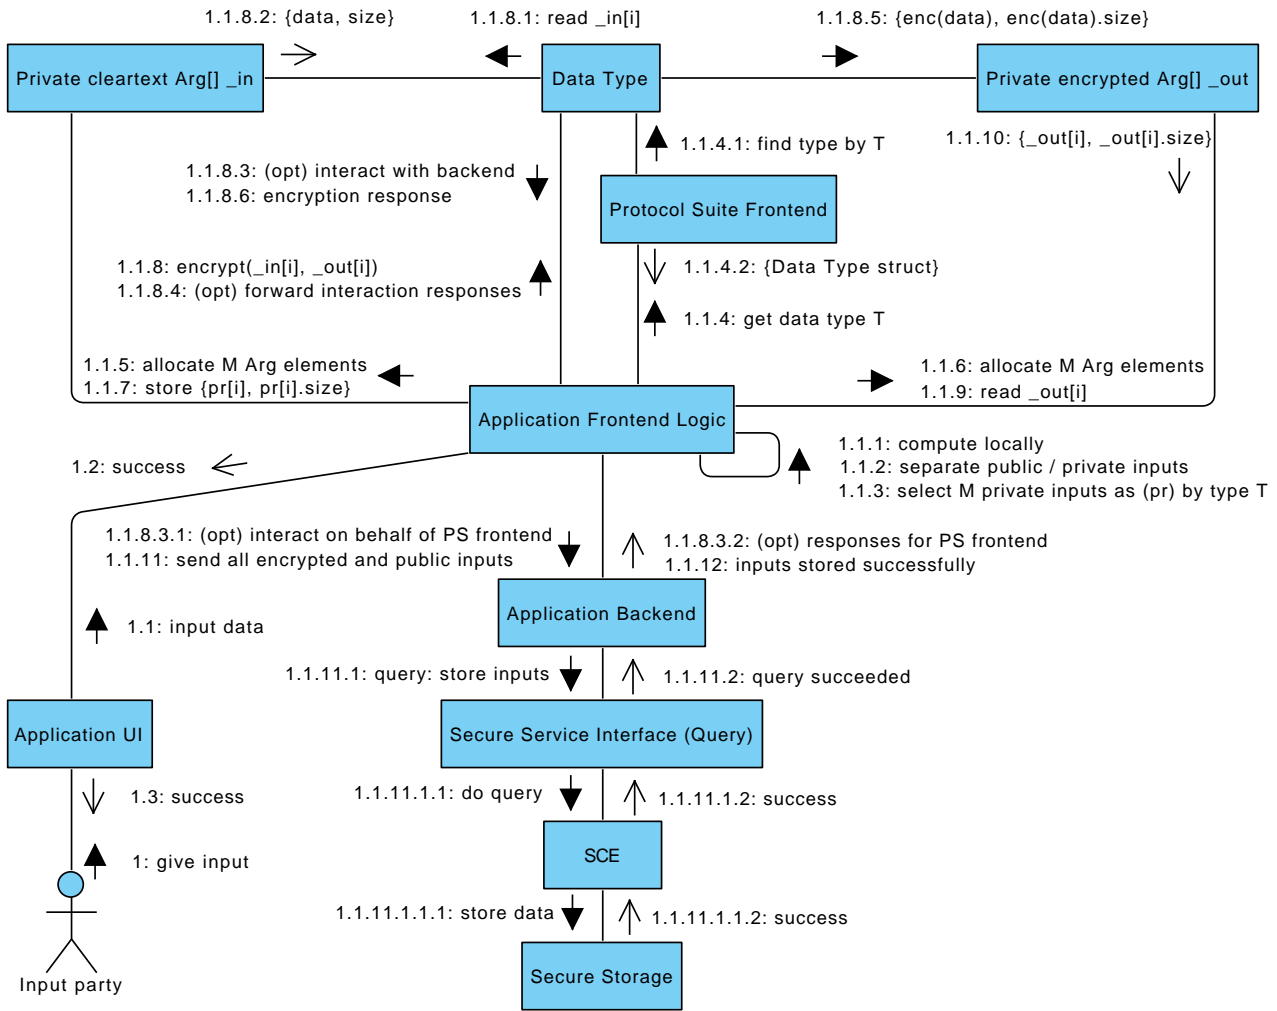 1.1.8.2: {data, size}
1.1.8.1: read _in[i]
1.1.8.5: {enc(data), enc(data).size}
Private cleartext Arg[] _in
Data Type
Private encrypted Arg[] _out
1.1.4.1: find type by T
1.1.10: {_out[i], _out[i].size}
1.1.8.3: (opt) interact with backend
1.1.8.6: encryption response
Protocol Suite Frontend
1.1.8: encrypt(_in[i], _out[i])
1.1.8.4: (opt) forward interaction responses
1.1.4.2: {Data Type struct}
1.1.4: get data type T
1.1.5: allocate M Arg elements
1.1.7: store {pr[i], pr[i].size}
1.1.6: allocate M Arg elements
1.1.9: read _out[i]
Application Frontend Logic
1.1.1: compute locally
1.1.2: separate public / private inputs
1.1.3: select M private inputs as (pr) by type T
1.2: success
1.1.8.3.1: (opt) interact on behalf of PS frontend
1.1.11: send all encrypted and public inputs
1.1.8.3.2: (opt) responses for PS frontend
1.1.12: inputs stored successfully
Application Backend
1.1: input data
1.1.11.1: query: store inputs
1.1.11.2: query succeeded
Application UI
Secure Service Interface (Query)
1.3: success
1.1.11.1.1: do query
1.1.11.1.2: success
1: give input
SCE
1.1.11.1.1.1: store data
1.1.11.1.1.2: success
Input party
Secure Storage